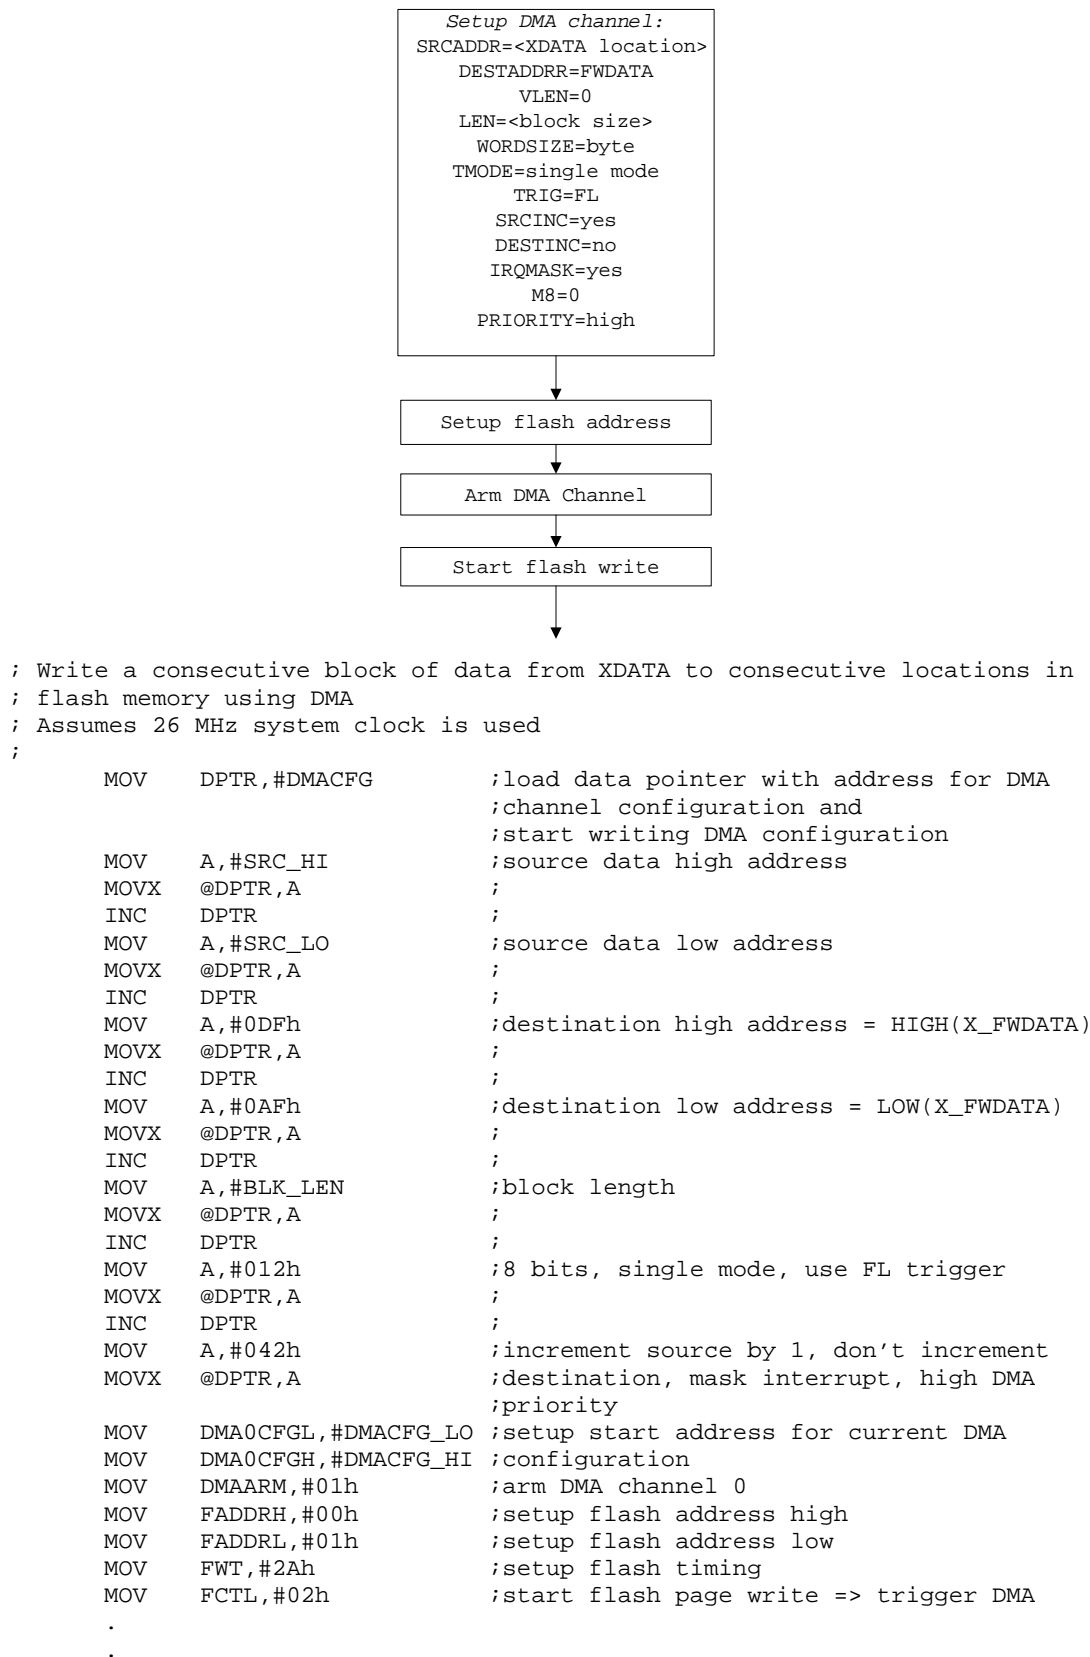 Setup DMA channel:
SRCADDR=<XDATA location>
DESTADDRR=FWDATA
VLEN=0
LEN=<block size>
WORDSIZE=byte
TMODE=single mode
TRIG=FL
SRCINC=yes
DESTINC=no
IRQMASK=yes
M8=0
PRIORITY=high
Setup flash address
Arm DMA Channel
Start flash write
; Write a consecutive block of data from XDATA to consecutive locations in
; flash memory using DMA
; Assumes 26 MHz system clock is used
;
MOV DPTR,#DMACFG ;load data pointer with address for DMA
;channel configuration and
;start writing DMA configuration
MOV A,#SRC_HI ;source data high address
MOVX @DPTR,A ;
INC DPTR ;
MOV A,#SRC_LO ;source data low address
MOVX @DPTR,A ;
INC DPTR ;
MOV A,#0DFh ;destination high address = HIGH(X_FWDATA)
MOVX @DPTR,A ;
INC DPTR ;
MOV A,#0AFh ;destination low address = LOW(X_FWDATA)
MOVX @DPTR,A ;
INC DPTR ;
MOV A,#BLK_LEN ;block length
MOVX @DPTR,A ;
INC DPTR ;
MOV A,#012h ;8 bits, single mode, use FL trigger
MOVX @DPTR,A ;
INC DPTR ;
MOV A,#042h ;increment source by 1, don't increment
MOVX @DPTR,A ;destination, mask interrupt, high DMA
;priority
MOV DMA0CFGL,#DMACFG_LO ;setup start address for current DMA
MOV DMA0CFGH,#DMACFG_HI ;configuration
MOV DMAARM,#01h ;arm DMA channel 0
MOV FADDRH,#00h ;setup flash address high
MOV FADDRL,#01h ;setup flash address low
MOV FWT,#2Ah ;setup flash timing
MOV FCTL,#02h ;start flash page write => trigger DMA
.
.